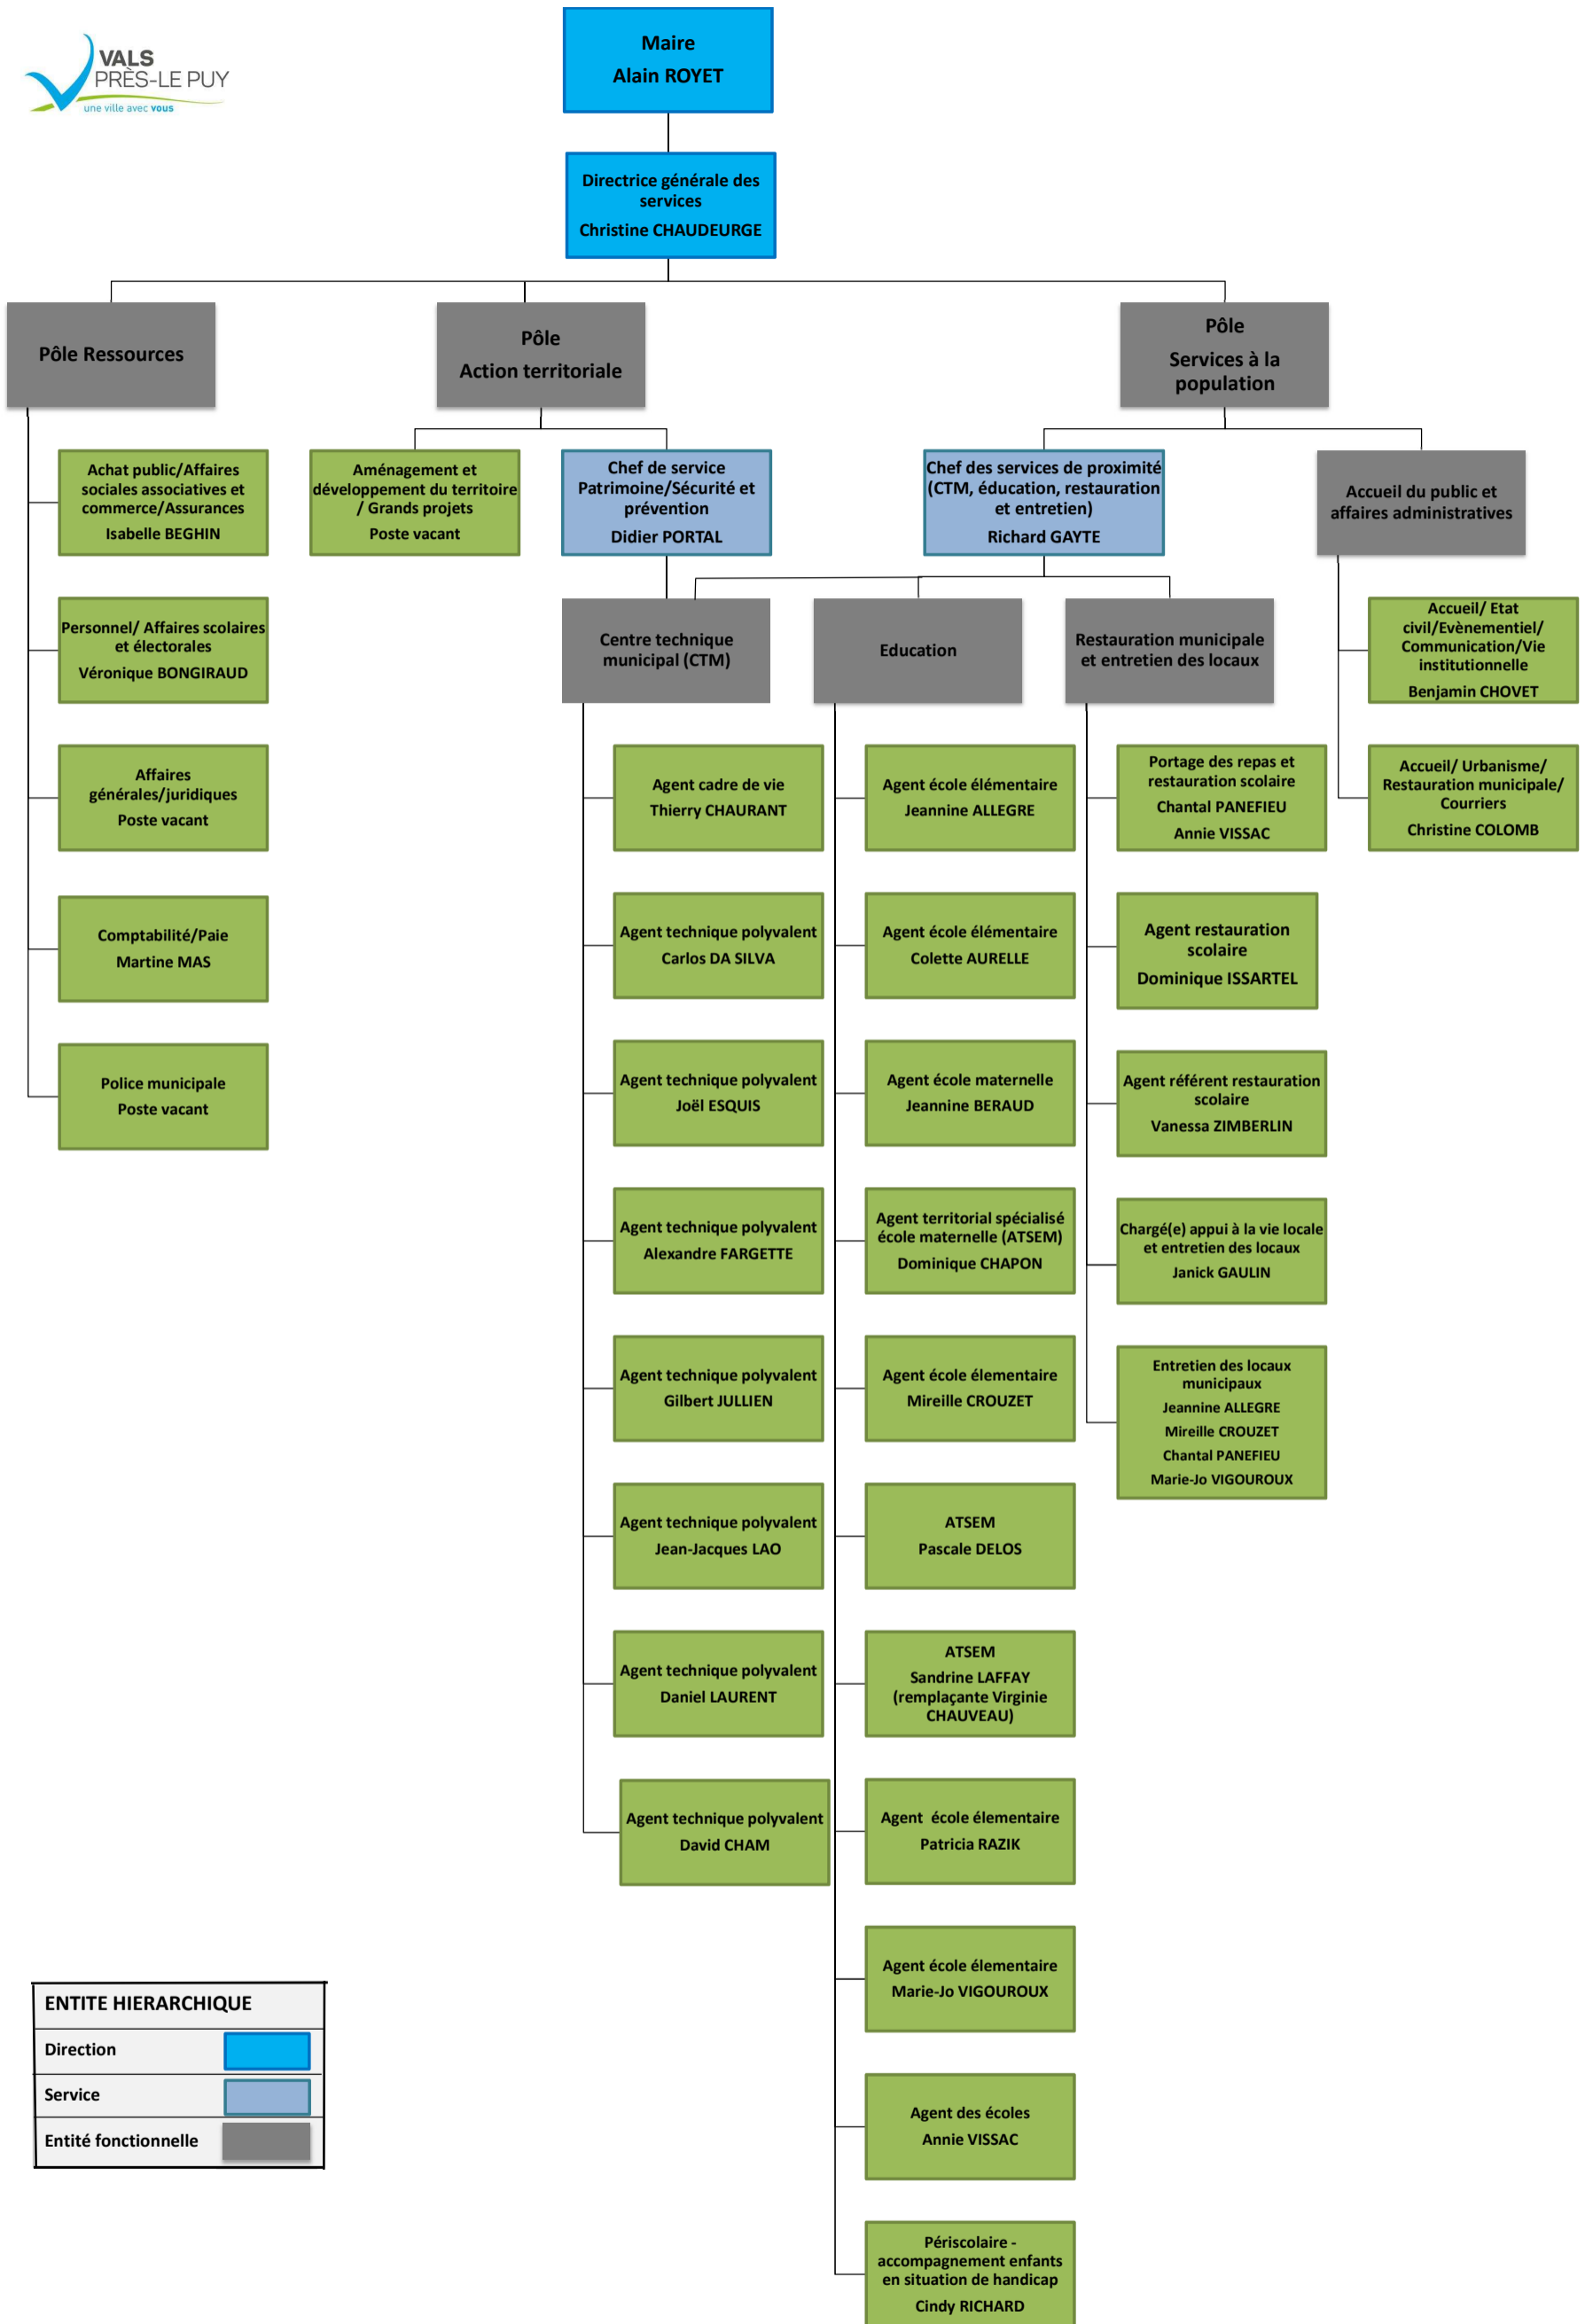 VALS
PRÈS-LE PUY
une ville avec vous
Maire
Alain ROYET
Directrice générale des
services
Christine CHAUDEURGE
Pôle Ressources
Pôle
Action territoriale
Pôle
Services à la
population
Achat public/Affaires
sociales associatives et
commerce/Assurances
Isabelle BEGHIN
Personnel/ Affaires scolaires
et électorales
Véronique BONGIRAUD
Affaires
générales/juridiques
Poste vacant
Comptabilité/Paie
Martine MAS
Police municipale
Poste vacant
Aménagement et
développement du territoire
/ Grands projets
Poste vacant
Chef de service
Patrimoine/Sécurité et
prévention
Didier PORTAL
Chef des services de proximité
(CTM, éducation, restauration
et entretien)
Richard GAYTE
Accueil du public et
affaires administratives
Centre technique
municipal (CTM)
Education
Restauration municipale
et entretien des locaux
Accueil/ Etat
civil/Evènementiel/
Communication/Vie
institutionnelle
Benjamin CHOVET
Accueil/ Urbanisme/
Restauration municipale/
Courriers
Christine COLOMB
Agent cadre de vie
Thierry CHAURANT
Agent technique polyvalent
Carlos DA SILVA
Agent technique polyvalent
Joël ESQUIS
Agent technique polyvalent
Alexandre FARGETTE
Agent technique polyvalent
Gilbert JULLIEN
Agent technique polyvalent
Jean-Jacques LAO
Agent technique polyvalent
Daniel LAURENT
Agent technique polyvalent
David CHAM
Agent école élémentaire
Jeannine ALLEGRE
Agent école élémentaire
Colette AURELLE
Agent école maternelle
Jeannine BERAUD
Agent territorial spécialisé
école maternelle (ATSEM)
Dominique CHAPON
Agent école élementaire
Mireille CROUZET
ATSEM
Pascale DELOS
ATSEM
Sandrine LAFFAY
(remplaçante Virginie
CHAUVEAU)
Agent école élementaire
Patricia RAZIK
Agent école élementaire
Marie-Jo VIGOUROUX
Agent des écoles
Annie VISSAC
Périscolaire -
accompagnement enfants
en situation de handicap
Cindy RICHARD
Portage des repas et
restauration scolaire
Chantal PANEFIEU
Annie VISSAC
Agent restauration
scolaire
Dominique ISSARTEL
Agent référent restauration
scolaire
Vanessa ZIMBERLIN
Chargé(e) appui à la vie locale
et entretien des locaux
Janick GAULIN
Entretien des locaux
municipaux
Jeannine ALLEGRE
Mireille CROUZET
Chantal PANEFIEU
Marie-Jo VIGOUROUX
ENTITE HIERARCHIQUE
Direction
Service
Entité fonctionnelle